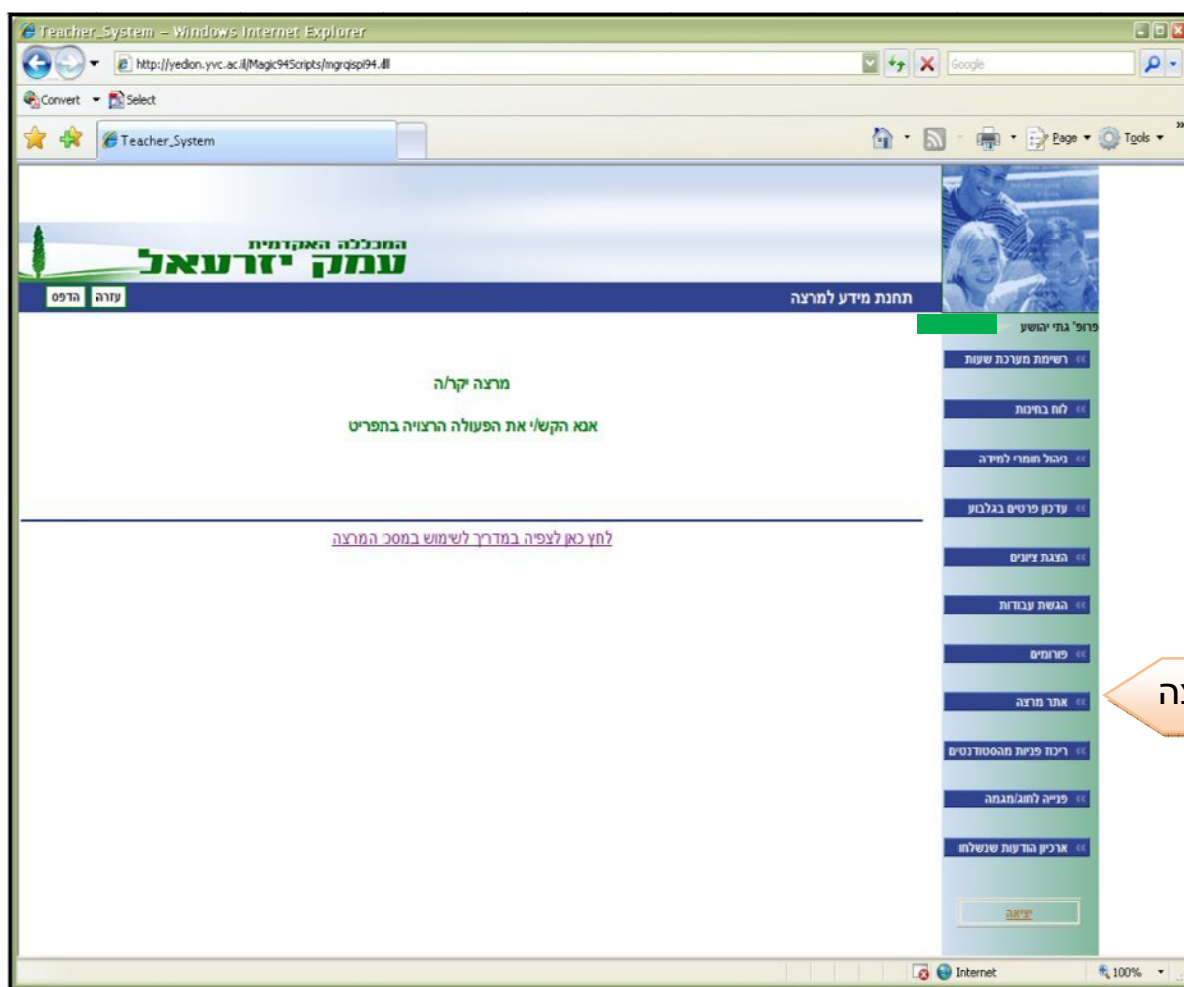 Teacher_System - Windows Internet Explorer
http://yedion.yvc.ac.il/Magic94Scripts/mgrqispi94.dll
Google
Convert
Select
Teacher_System
Page
Tools
המכללה האקדמית
עמק יזרעאל
תחנת מידע למרצה
עזרה
הדפס
פרופ' גתי יהושע
רשימת מערכת שעות
לוח בחינות
ניהול חומרי למידה
עדכון פרטים בגלבוע
הצגת ציונים
הגשת עבודות
פורומים
אתר מרצה
ריכוז פניות מהסטודנטים
פנייה לחוג/מגמה
ארכיון הודעות שנשלחו
יציאה
מרצה יקר/ה
אנא הקש/י את הפעולה הרצויה בתפריט
לחץ כאן לצפיה במדריך לשימוש במסכ המרצה
Internet
100%